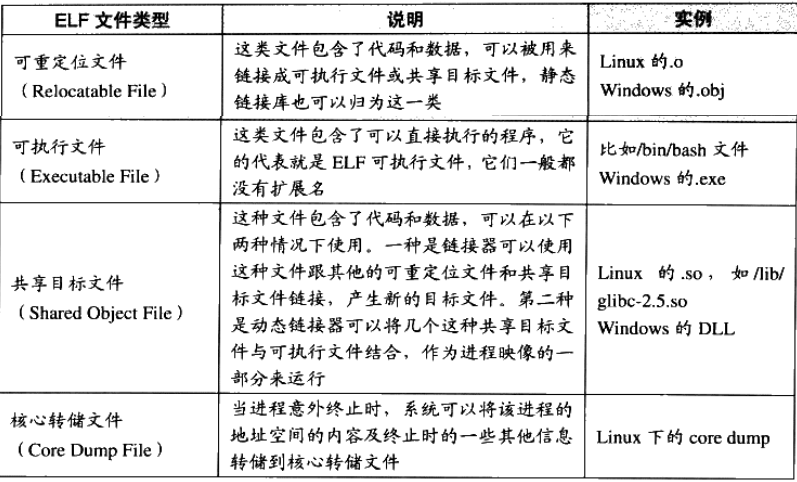 ELF 文件类型 说明 实例
可重定位文件
（Relocatable File）
这类文件包含了代码和数据，可以被用来
链接成可执行文件或共享目标文件，静态
链接库也可以归为这一类
Linux 的.o
Windows 的.obj
可执行文件
（Executable File）
这类文件包含了可以直接执行的程序，它
的代表就是 ELF 可执行文件，它们一般都
没有扩展名
比如/bin/bash 文件
Windows 的.exe
共享目标文件
（Shared Object File）
这种文件包含了代码和数据，可以在以下
两种情况下使用。一种是链接器可以使用
这种文件跟其他的可重定位文件和共享目
标文件链接，产生新的目标文件。第二种
是动态链接器可以将几个这种共享目标文
件与可执行文件结合，作为进程映像的一
部分来运行
Linux 的 .so， 如 /lib/
glibc-2.5.so
Windows 的 DLL
核心转储文件
（Core Dump File）
当进程意外终止时，系统可以将该进程的
地址空间的内容及终止时的一些其他信息
转储到核心转储文件
Linux 下的 core dump